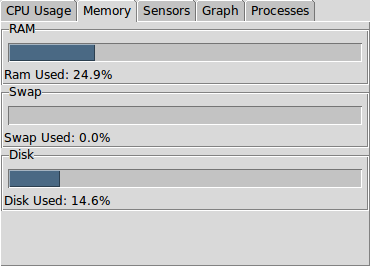 CPU Usage Memory Sensors Graph Processes
RAM
Ram Used: 24.9%
Swap
Swap Used: 0.0%
Disk
Disk Used: 14.6%